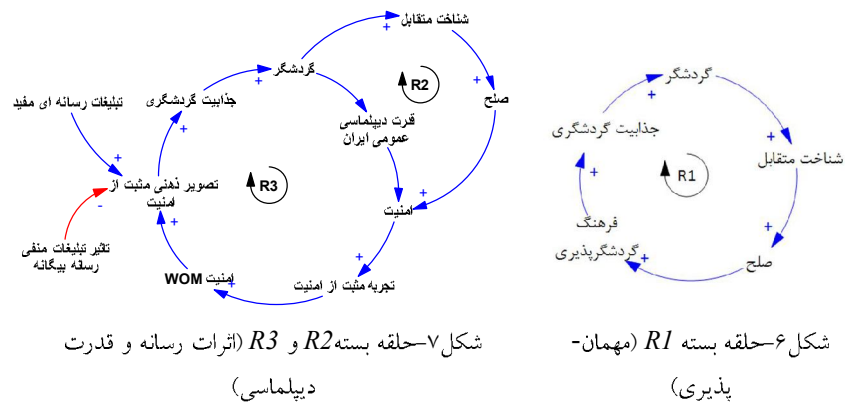 گردشگر
شناخت متقابل
صلح
فرهنگ
گردشگرپذیری
جذابیت گردشگری
R1
+
+
+
+
+
+
شکل۶-حلقه بسته R1 (مهمان-
پذیری)
شناخت متقابل
گردشگر
R2
صلح
قدرت دیپلماسی
عمومی ایران
جذابیت گردشگری
تبلیغات رسانه ای مفید
R3
تصویر ذهنی مثبت از
امنیت
امنیت
تاثیر تبلیغات منفی
رسانه بیگانه
امنیت WOM
تجربه مثبت از امنیت
+
+
+
+
+
+
+
+
+
+
+
-
شکل۷-حلقه بستهR2 و R3 (اثرات رسانه و قدرت
دیپلماسی)